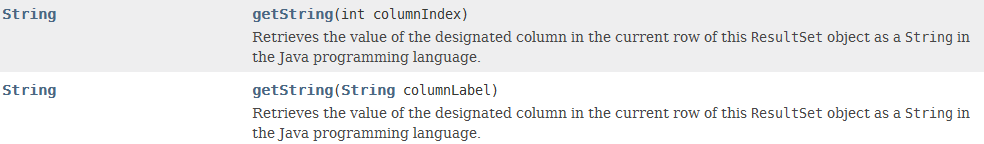 String getString(int columnIndex)
Retrieves the value of the designated column in the current row of this ResultSet object as a String in
the Java programming language.
String getString(String columnLabel)
Retrieves the value of the designated column in the current row of this ResultSet object as a String in
the Java programming language.